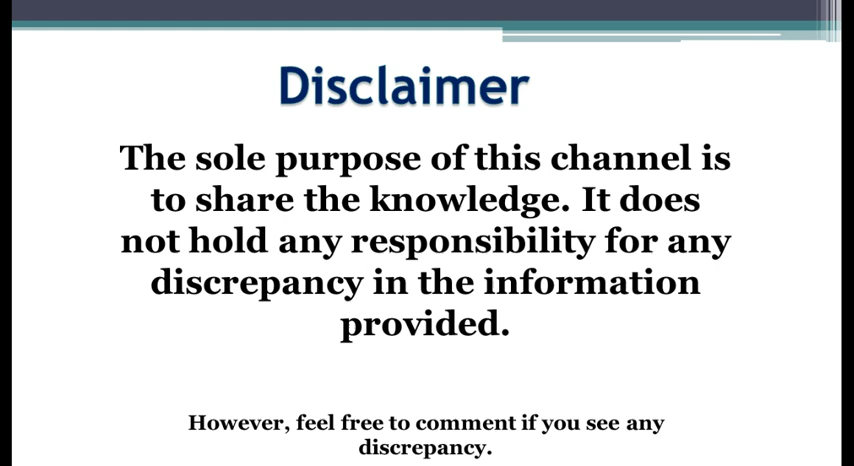 Disclaimer
The sole purpose of this channel is
to share the knowledge. It does
not hold any responsibility for any
discrepancy in the information
provided.
However, feel free to comment if you see any
discrepancy.